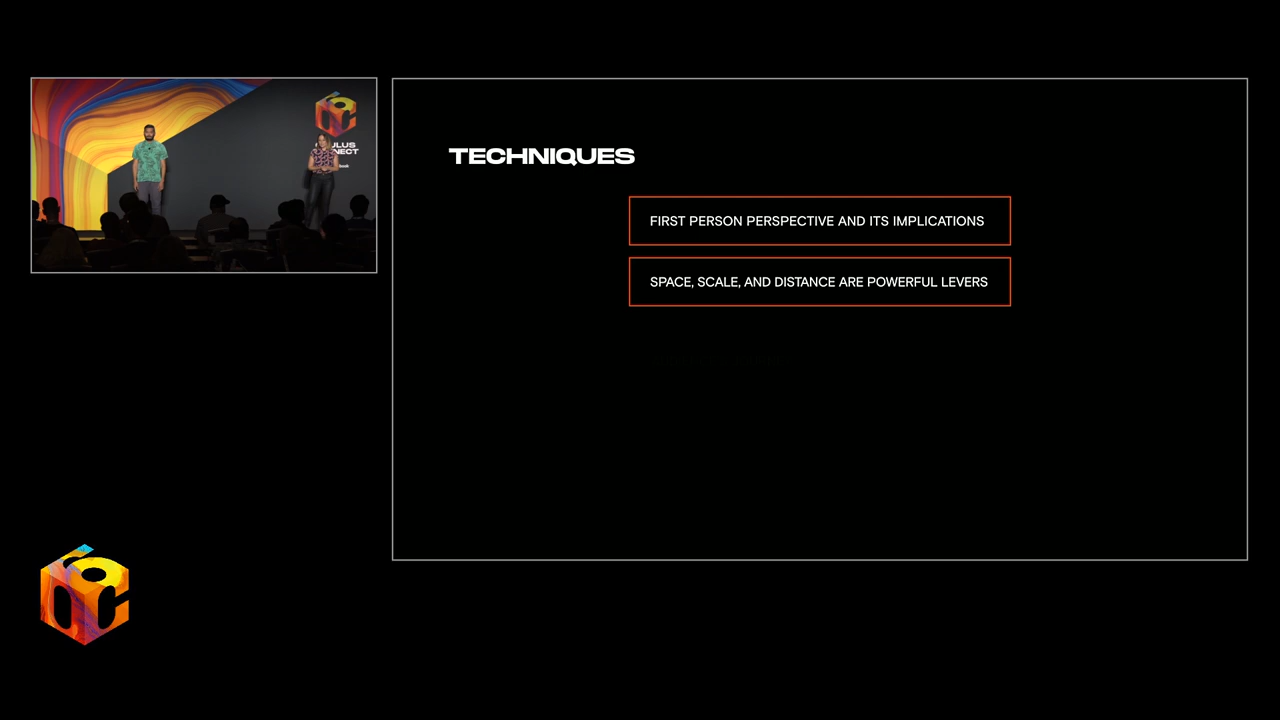 TECHNIQUES
FIRST PERSON PERSPECTIVE AND ITS IMPLICATIONS
SPACE, SCALE, AND DISTANCE ARE POWERFUL LEVERS